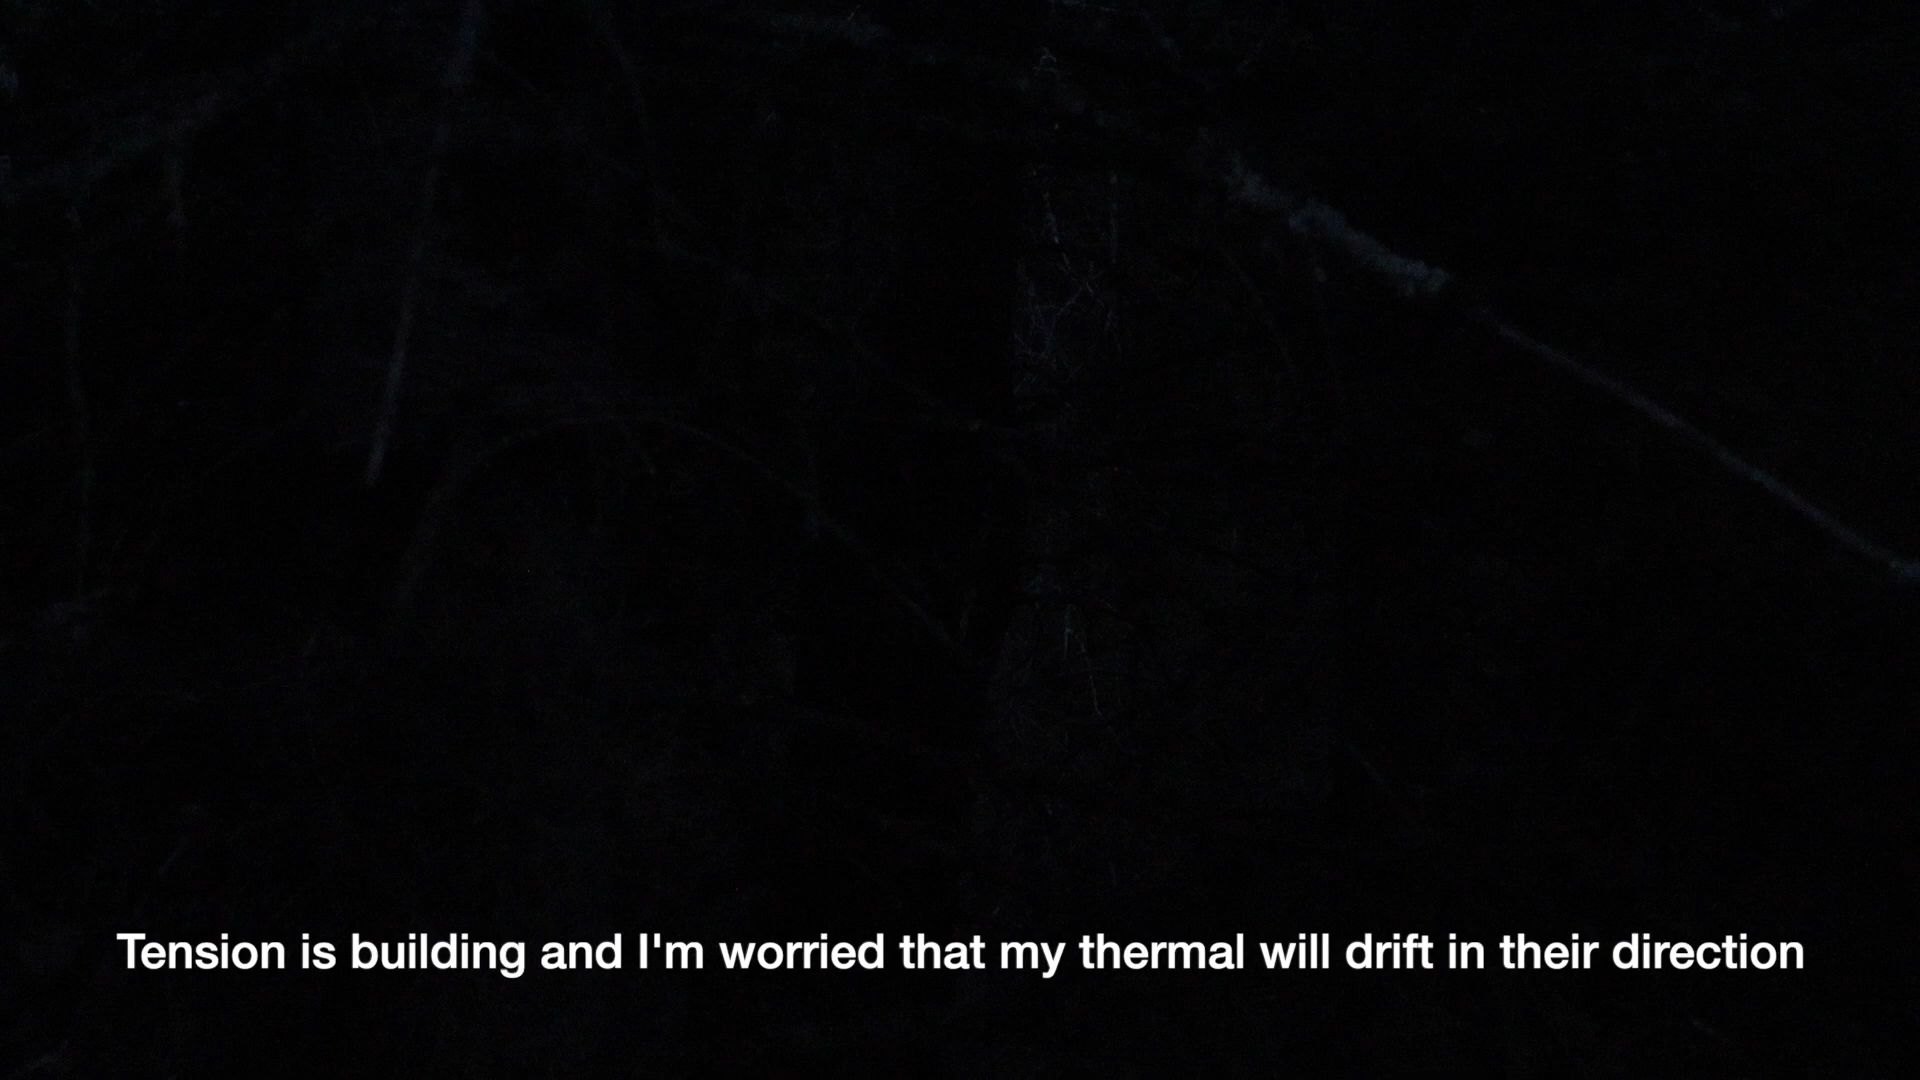 Tension is building and I'm worried that my thermal will drift in their direction